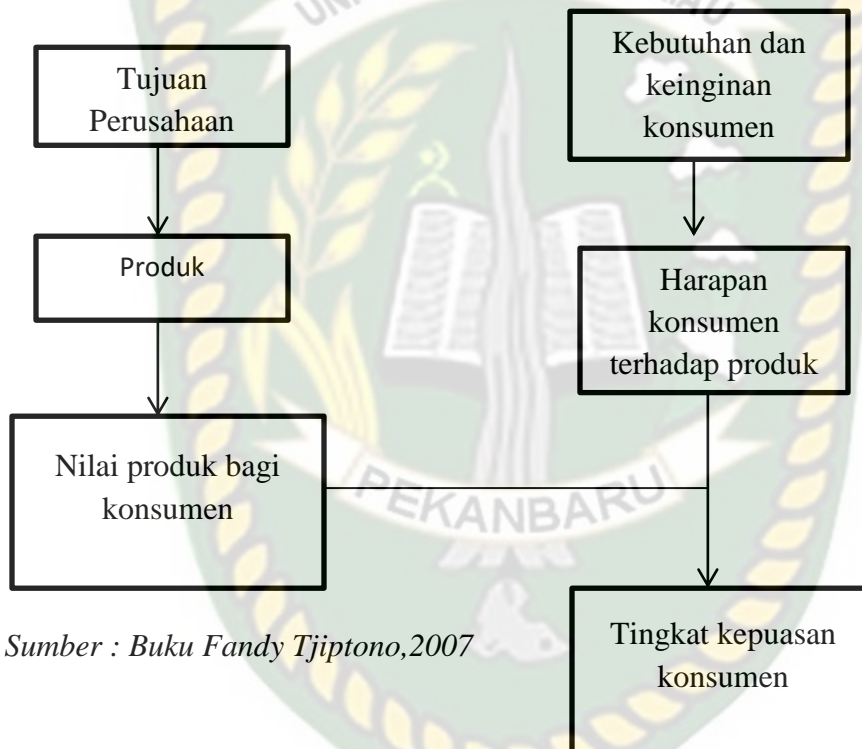 Tujuan
Perusahaan
Kebutuhan dan
keinginan
konsumen
Produk
Harapan
konsumen
terhadap produk
Nilai produk bagi
konsumen
PEKANBARU
Sumber : Buku Fandy Tjiptono,2007
Tingkat kepuasan
konsumen